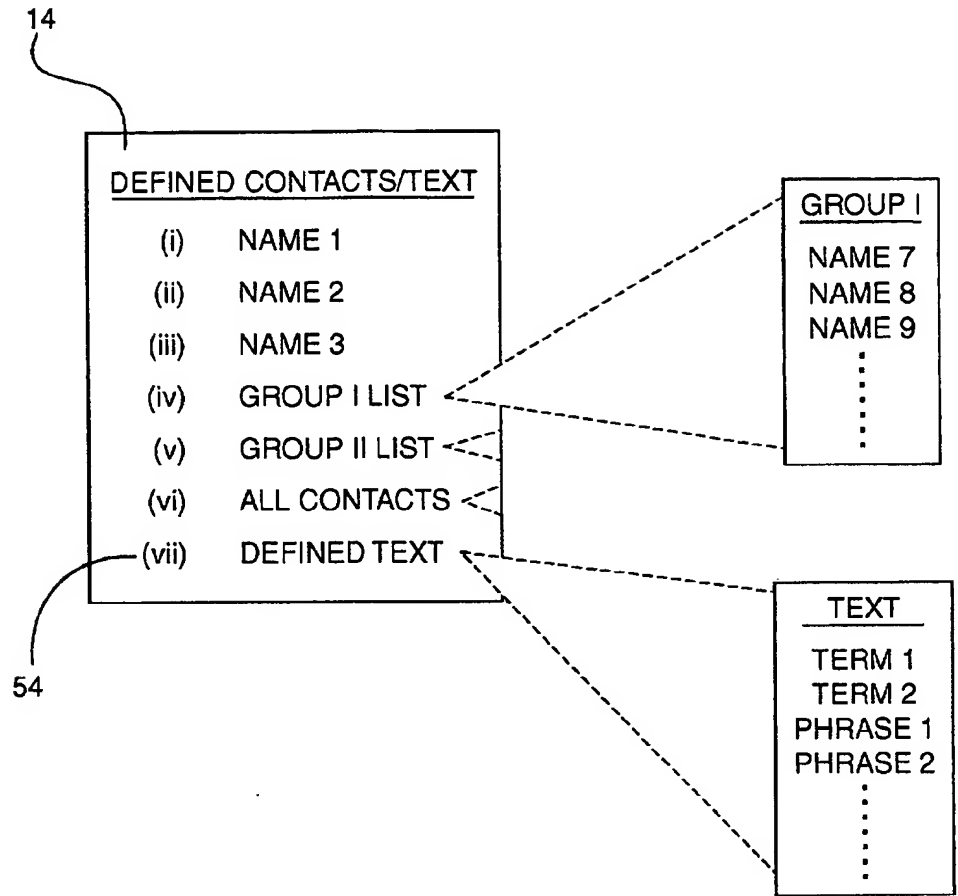 14
DEFINED CONTACTS/TEXT
(i) NAME 1
(ii) NAME 2
(iii) NAME 3
(iv) GROUP I LIST
(v) GROUP II LIST
(vi) ALL CONTACTS
(vii) DEFINED TEXT
54
GROUP I
NAME 7
NAME 8
NAME 9
TEXT
TERM 1
TERM 2
PHRASE 1
PHRASE 2